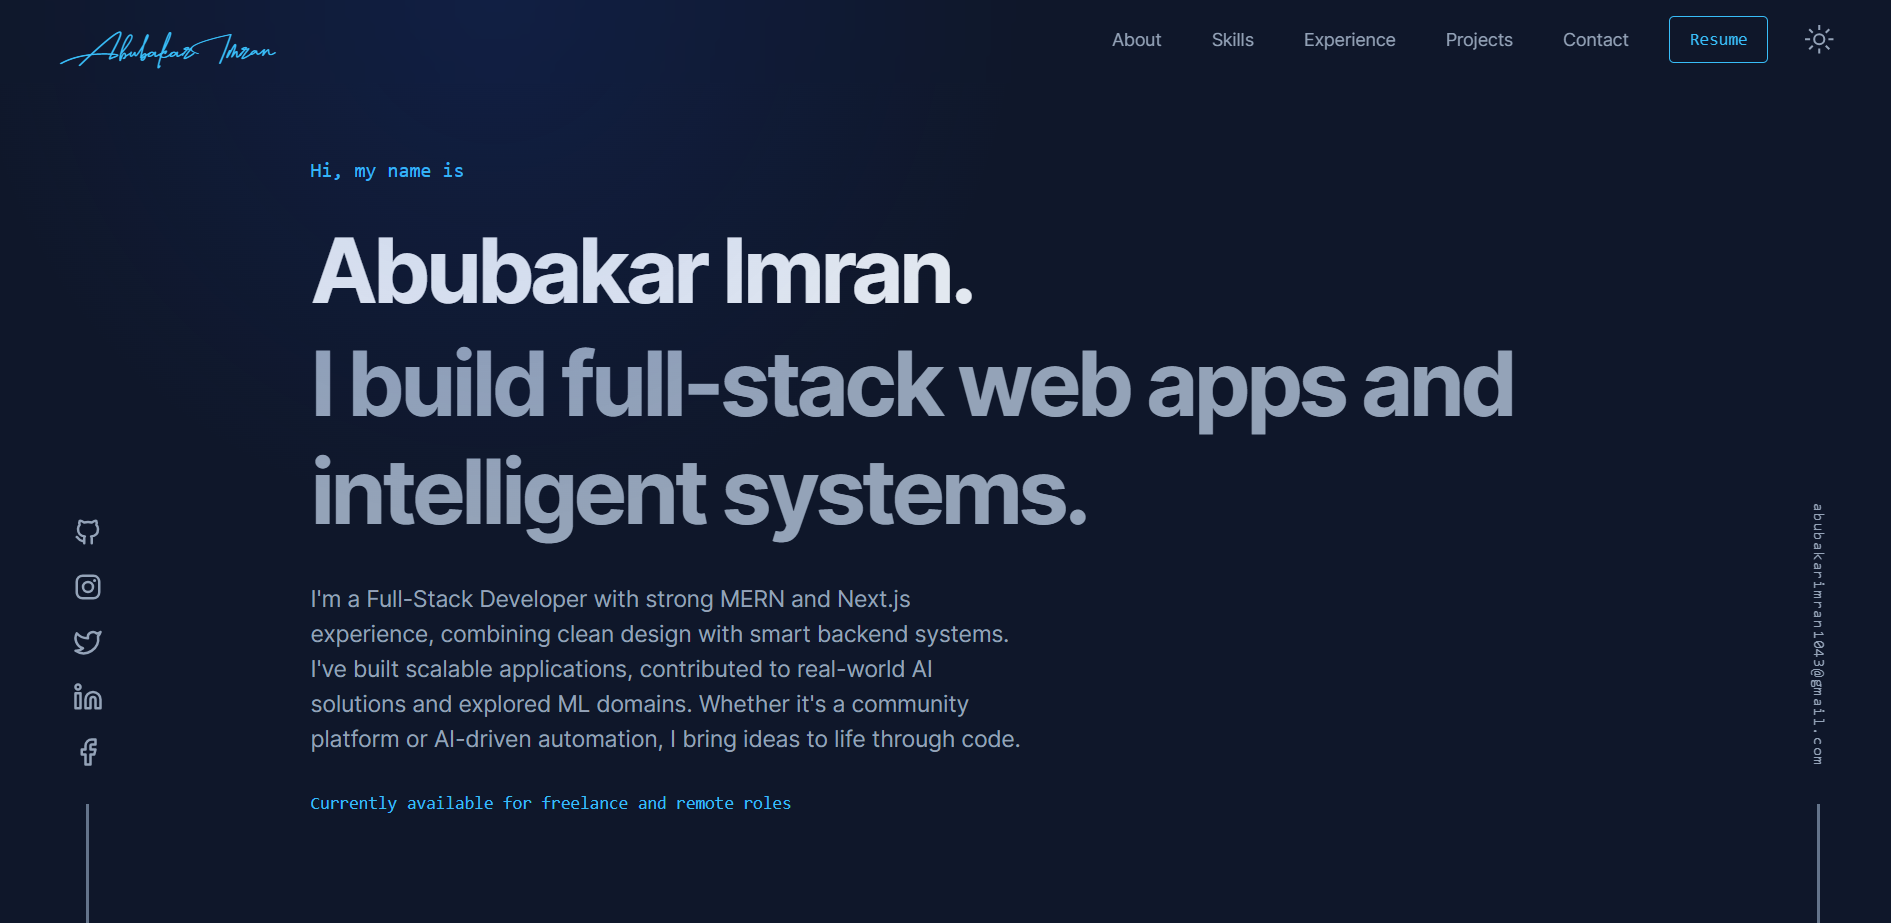 Abubakar Imran
About
Skills
Experience
Projects
Contact
Resume
Hi, my name is
Abubakar Imran.
I build full-stack web apps and
intelligent systems.
I'm a Full-Stack Developer with strong MERN and Next.js
experience, combining clean design with smart backend systems.
I've built scalable applications, contributed to real-world AI
solutions and explored ML domains. Whether it's a community
platform or AI-driven automation, I bring ideas to life through code.
Currently available for freelance and remote roles
abubakarimran1043@gmail.com